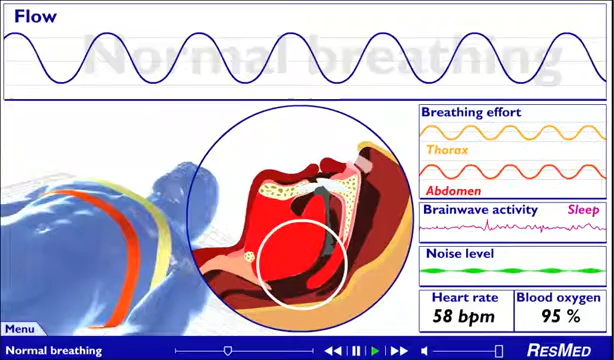 Flow
Normal breathing
Breathing effort
Thorax
Abdomen
Brainwave activity Sleep
Noise level
Heart rate Blood oxygen
58 bpm 95 %
Menu
Normal breathing
RESMED